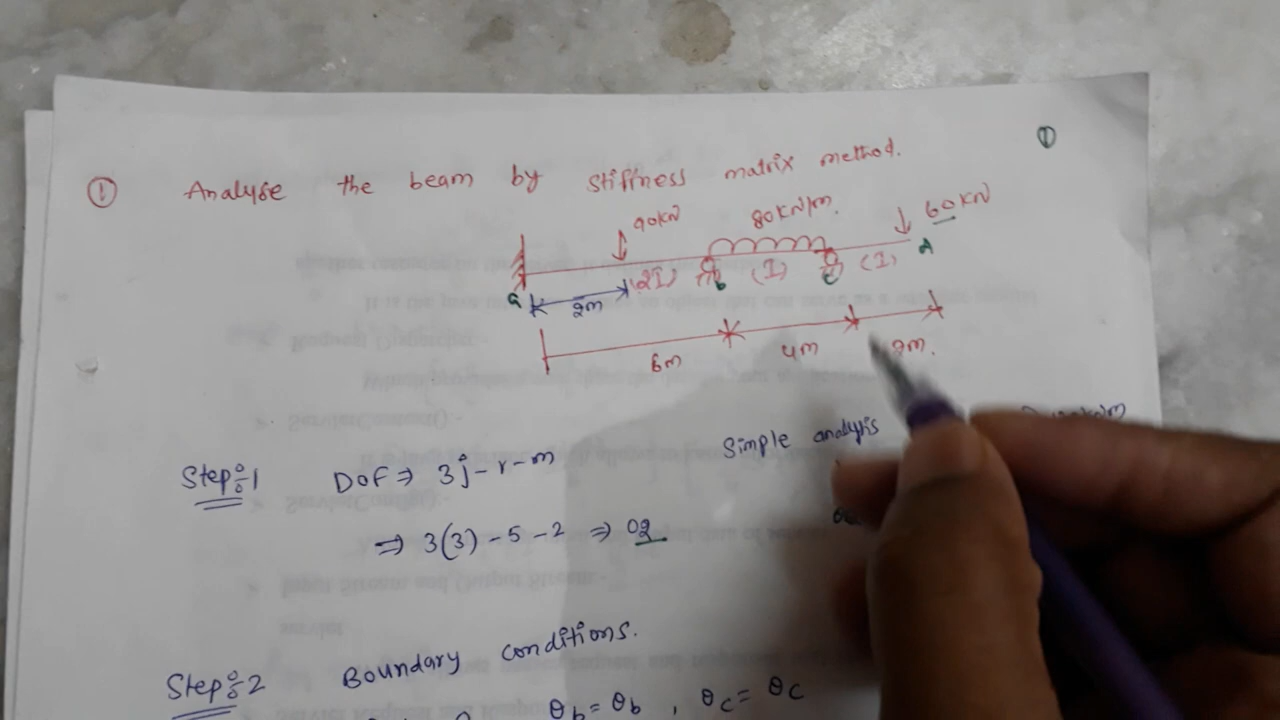 ① Analyse the beam by stiffness matrix method.
①
90KN
80KN/m.
60KN
a
2m
(2I)
b
(I)
c
(I)
6m
4m
2m.
Step:1 DOF ⇒ 3j - r - m
Simple analysis
⇒ 3(3) - 5 - 2 ⇒ 02
Step:2 Boundary conditions.
θb = θb , θc = θc